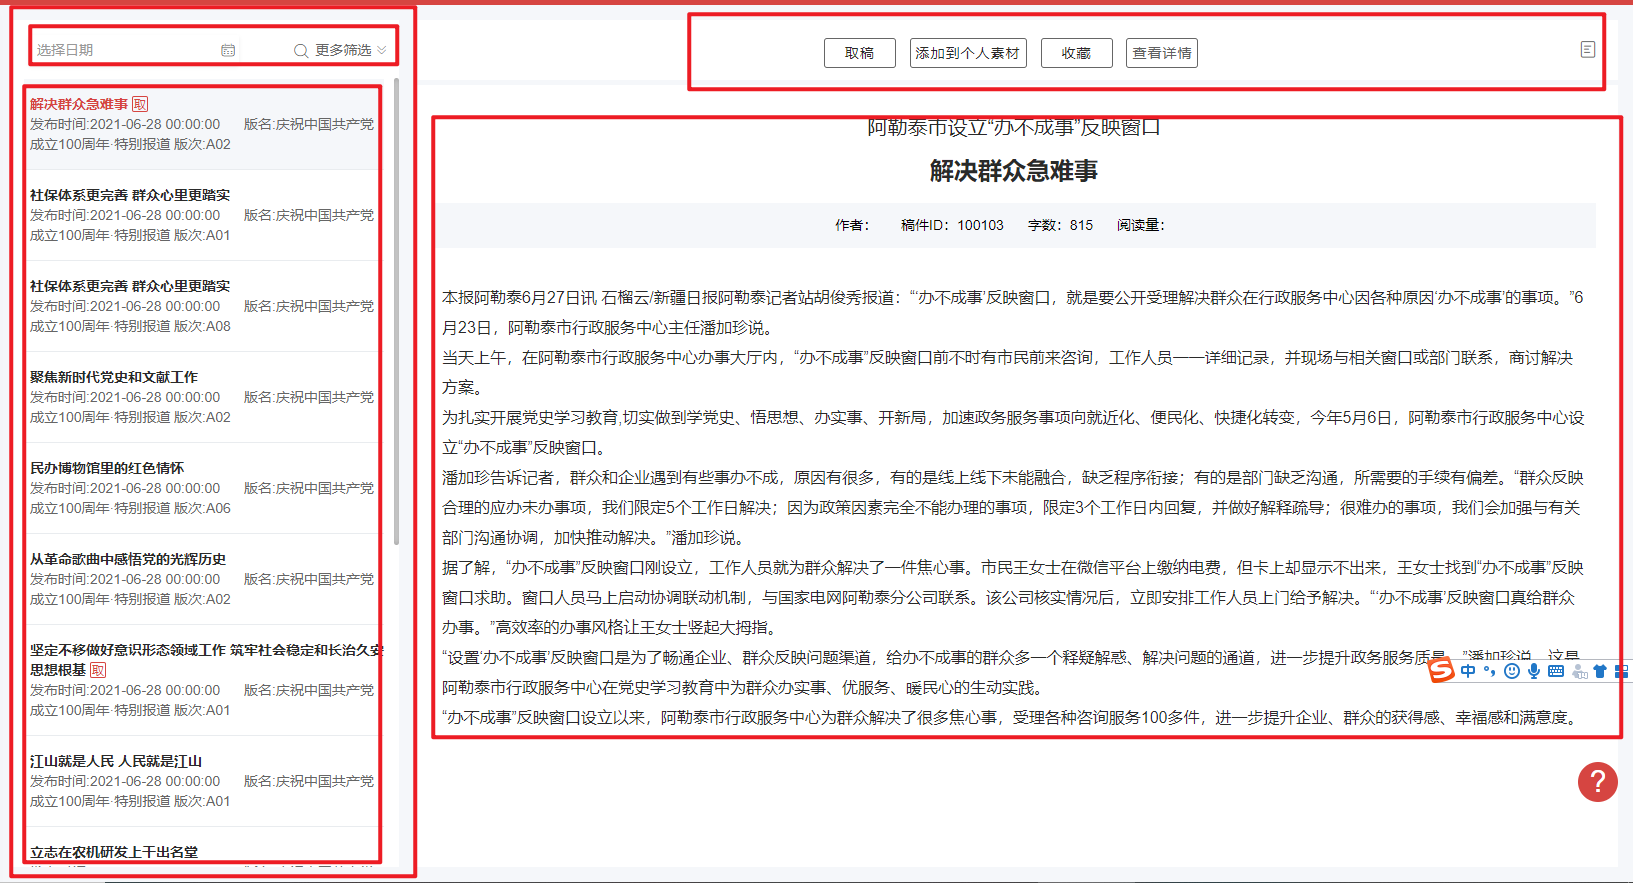 选择日期
更多筛选
解决群众急难事 取
发布时间:2021-06-28 00:00:00 版名:庆祝中国共产党
成立100周年·特别报道 版次:A02
社保体系更完善 群众心里更踏实
发布时间:2021-06-28 00:00:00 版名:庆祝中国共产党
成立100周年·特别报道 版次:A01
社保体系更完善 群众心里更踏实
发布时间:2021-06-28 00:00:00 版名:庆祝中国共产党
成立100周年·特别报道 版次:A08
聚焦新时代党史和文献工作
发布时间:2021-06-28 00:00:00 版名:庆祝中国共产党
成立100周年·特别报道 版次:A02
民办博物馆里的红色情怀
发布时间:2021-06-28 00:00:00 版名:庆祝中国共产党
成立100周年·特别报道 版次:A06
从革命歌曲中感悟党的光辉历史
发布时间:2021-06-28 00:00:00 版名:庆祝中国共产党
成立100周年·特别报道 版次:A02
坚定不移做好意识形态领域工作 筑牢社会稳定和长治久安
思想根基 取
发布时间:2021-06-28 00:00:00 版名:庆祝中国共产党
成立100周年·特别报道 版次:A01
江山就是人民 人民就是江山
发布时间:2021-06-28 00:00:00 版名:庆祝中国共产党
成立100周年·特别报道 版次:A01
立志在农机研发上干出名堂
取稿 添加到个人素材 收藏 查看详情
阿勒泰市设立“办不成事”反映窗口
解决群众急难事
作者： 稿件ID：100103 字数：815 阅读量：
本报阿勒泰6月27日讯 石榴云/新疆日报阿勒泰记者站胡俊秀报道：“‘办不成事’反映窗口，就是要公开受理解决群众在行政服务中心因各种原因‘办不成事’的事项。”6
月23日，阿勒泰市行政服务中心主任潘加珍说。
当天上午，在阿勒泰市行政服务中心办事大厅内，“办不成事”反映窗口前不时有市民前来咨询，工作人员一一详细记录，并现场与相关窗口或部门联系，商讨解决
方案。
为扎实开展党史学习教育,切实做到学党史、悟思想、办实事、开新局，加速政务服务事项向就近化、便民化、快捷化转变，今年5月6日，阿勒泰市行政服务中心设
立“办不成事”反映窗口。
潘加珍告诉记者，群众和企业遇到有些事办不成，原因有很多，有的是线上线下未能融合，缺乏程序衔接；有的是部门缺乏沟通，所需要的手续有偏差。“群众反映
合理的应办未办事项，我们限定5个工作日解决；因为政策因素完全不能办理的事项，限定3个工作日内回复，并做好解释疏导；很难办的事项，我们会加强与有关
部门沟通协调，加快推动解决。”潘加珍说。
据了解，“办不成事”反映窗口刚设立，工作人员就为群众解决了一件焦心事。市民王女士在微信平台上缴纳电费，但卡上却显示不出来，王女士找到“办不成事”反映
窗口求助。窗口人员马上启动协调联动机制，与国家电网阿勒泰分公司联系。该公司核实情况后，立即安排工作人员上门给予解决。“‘办不成事’反映窗口真给群众
办事。”高效率的办事风格让王女士竖起大拇指。
“设置‘办不成事’反映窗口是为了畅通企业、群众反映问题渠道，给办不成事的群众多一个释疑解惑、解决问题的通道，进一步提升政务服务质 ”潘加珍说，这是
阿勒泰市行政服务中心在党史学习教育中为群众办实事、优服务、暖民心的生动实践。
“办不成事”反映窗口设立以来，阿勒泰市行政服务中心为群众解决了很多焦心事，受理各种咨询服务100多件，进一步提升企业、群众的获得感、幸福感和满意度。
中
?